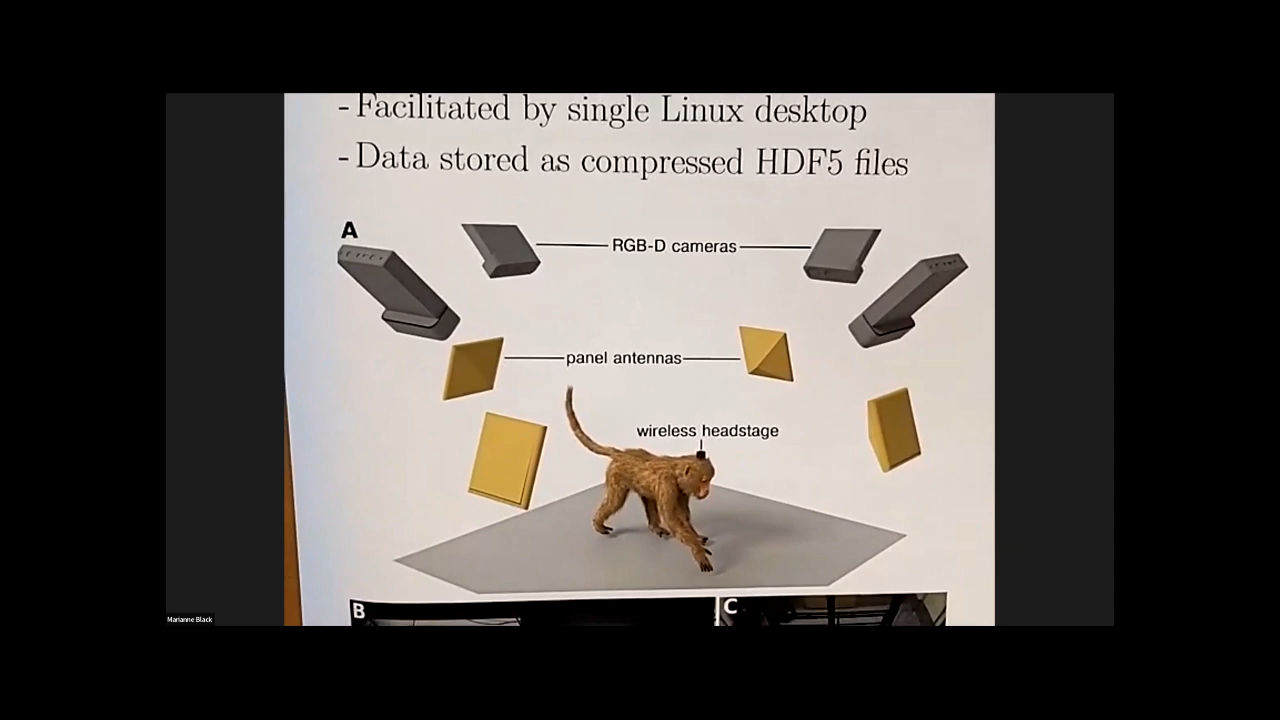 - Facilitated by single Linux desktop
- Data stored as compressed HDF5 files
A
RGB-D cameras
panel antennas
wireless headstage
B
C
Marianne Black